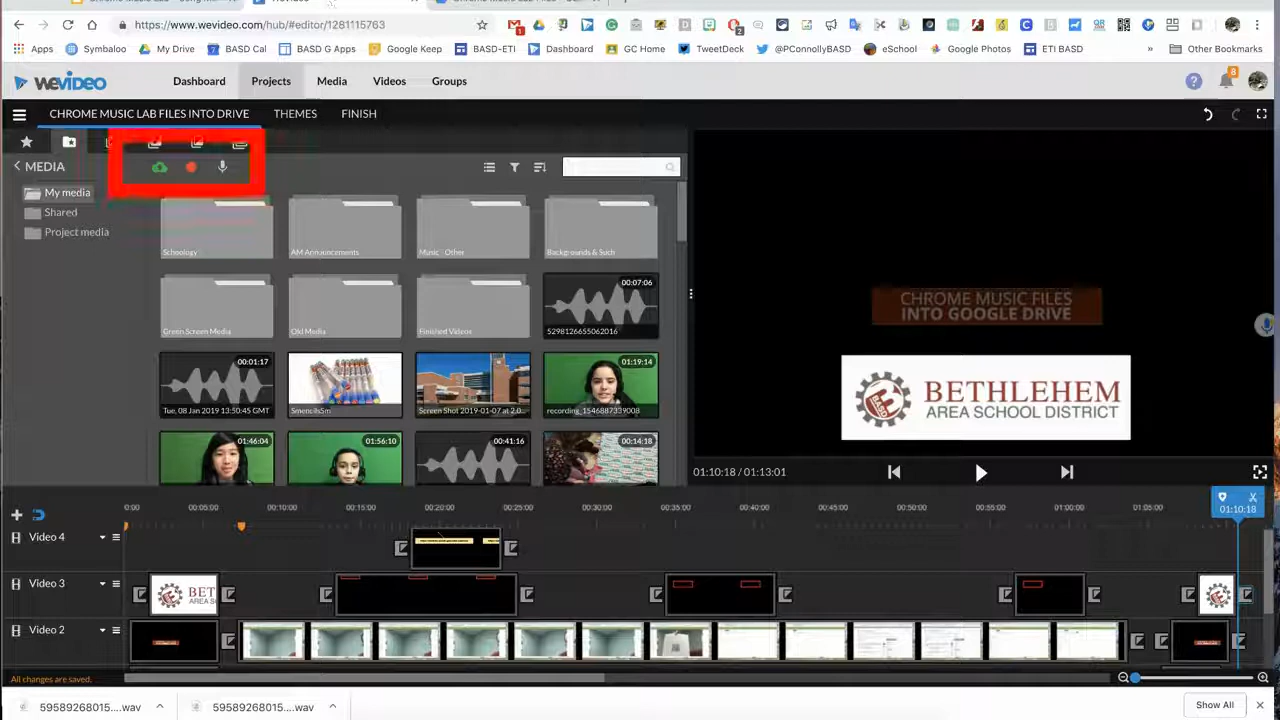 WeVideo
https://www.wevideo.com/hub/#editor/1281115763
Apps
Symbaloo
My Drive
BASD Cal
BASD G Apps
Google Keep
BASD-ETI
Dashboard
GC Home
TweetDeck
@PConnollyBASD
eSchool
Google Photos
ETI BASD
»
Other Bookmarks
WEVIDEO
Dashboard
Projects
Media
Videos
Groups
?
8
CHROME MUSIC LAB FILES INTO DRIVE
THEMES
FINISH
MEDIA
My media
Shared
Project media
Schoology
AM Announcements
Music - Other
Backgrounds & Such
Green Screen Media
Old Media
Finished Videos
00:07:06
5298126655062016
00:01:17
Tue, 08 Jan 2019 13:50:45 GMT
SmencilsSm
Screen Shot 2019-01-07 at 2.0...
01:19:14
recording_1546887339008
01:46:04
01:56:10
00:41:16
00:14:18
CHROME MUSIC FILES
INTO GOOGLE DRIVE
BASD
BETHLEHEM
AREA SCHOOL DISTRICT
01:10:18 / 01:13:01
0:00
00:05:00
00:10:00
00:15:00
00:20:00
00:25:00
00:30:00
00:35:00
00:40:00
00:45:00
00:50:00
00:55:00
01:00:00
01:05:00
01:10:18
Video 4
Video 3
BET
AREA S
Video 2
All changes are saved.
59589268015....wav
59589268015....wav
Show All